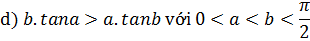 d) b.tana > a.tanb với 0 < a < b < π/2